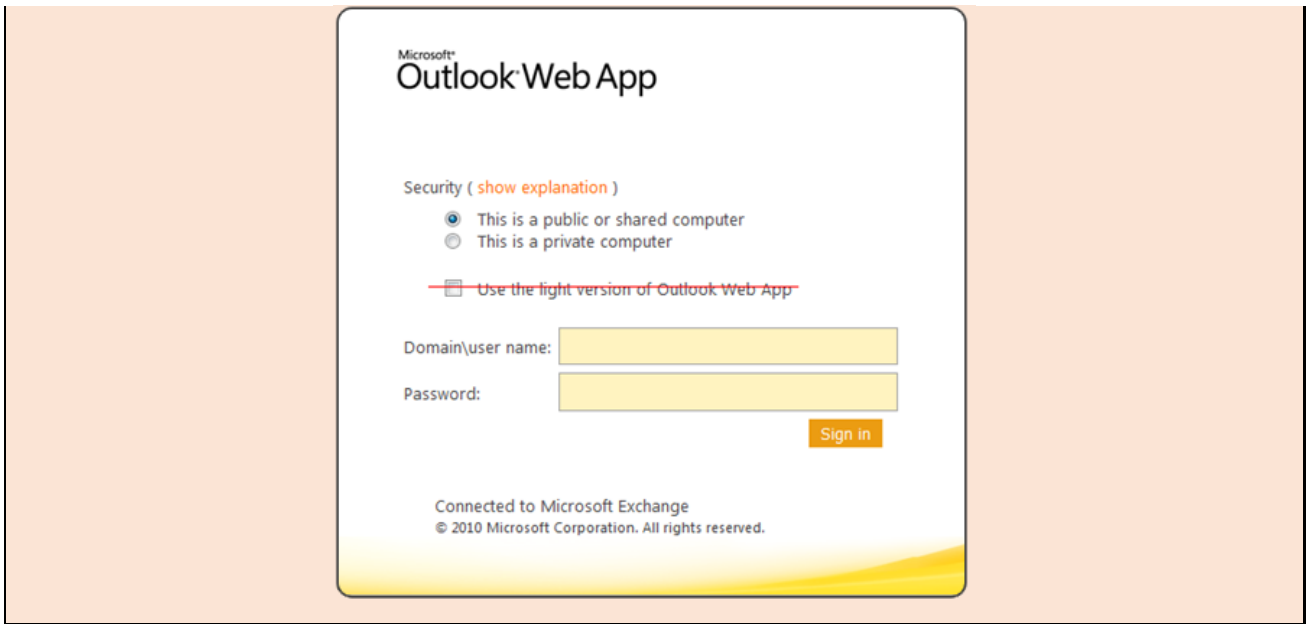 Microsoft®
Outlook® Web App
Security ( show explanation )
This is a public or shared computer
This is a private computer
Use the light version of Outlook Web App
Domain\user name:
Password:
Sign in
Connected to Microsoft Exchange
© 2010 Microsoft Corporation. All rights reserved.